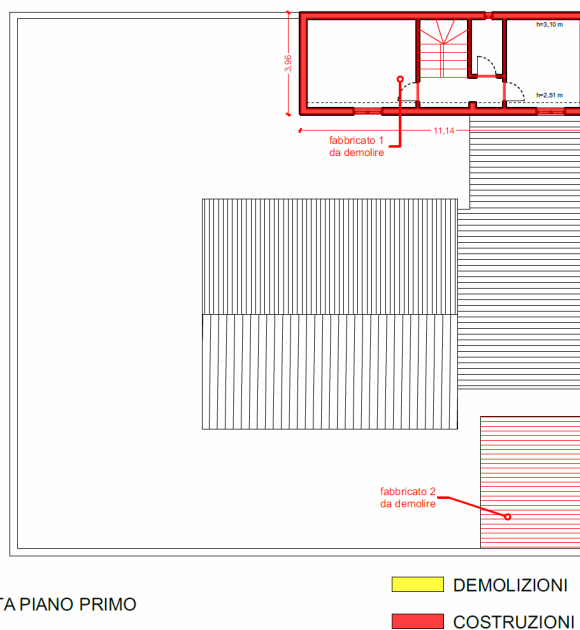 h=3,10 m
3,96
h=2,51 m
11,14
fabbricato 1
da demolire
fabbricato 2
da demolire
DEMOLIZIONI
TA PIANO PRIMO
COSTRUZIONI